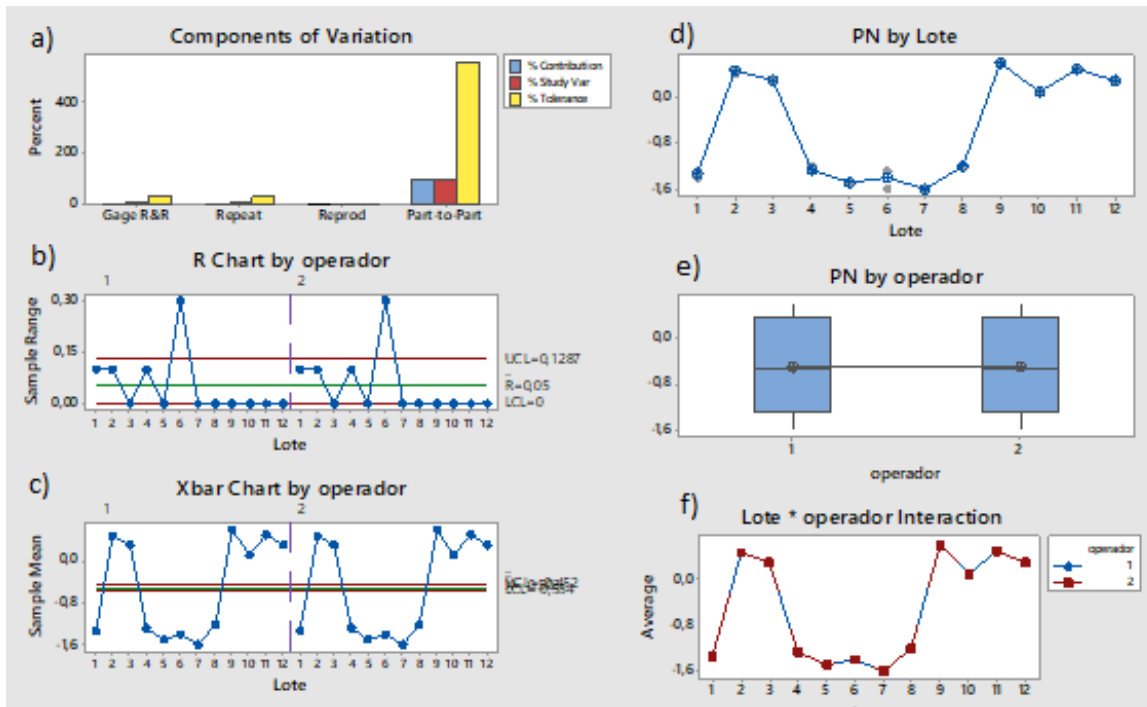 a)
Components of Variation
% Contribution
% Study Var
% Tolerance
Percent
400
200
0
Gage R&R Repeat Reprod Part-to-Part
b)
R Chart by operador
1 2
Sample Range
0,30
0,15
0,00
UCL=0,1287
R=0,05
LCL=0
1 2 3 4 5 6 7 8 9 10 11 12 1 2 3 4 5 6 7 8 9 10 11 12
Lote
c)
Xbar Chart by operador
1 2
Sample Mean
0,0
-0,8
-1,6
1 2 3 4 5 6 7 8 9 10 11 12 1 2 3 4 5 6 7 8 9 10 11 12
Lote
d)
PN by Lote
0,0
-0,8
-1,6
1 2 3 4 5 6 7 8 9 10 11 12
Lote
e)
PN by operador
0,0
-0,8
-1,6
1 2
operador
f)
Lote * operador Interaction
operador
1
2
Average
0,0
-0,8
-1,6
1 2 3 4 5 6 7 8 9 10 11 12